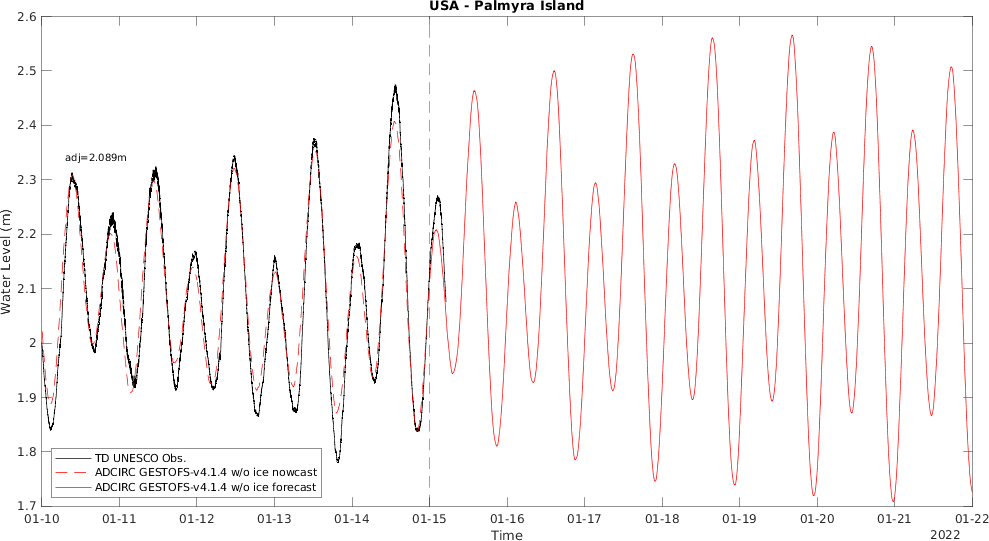 USA - Palmyra Island
2.6
2.5
2.4
2.3
2.2
2.1
2
1.9
1.8
1.7
Water Level (m)
adj=2.089m
TD UNESCO Obs.
ADCIRC GESTOFS-v4.1.4 w/o ice nowcast
ADCIRC GESTOFS-v4.1.4 w/o ice forecast
01-10 01-11 01-12 01-13 01-14 01-15 01-16 01-17 01-18 01-19 01-20 01-21 01-22
Time
2022